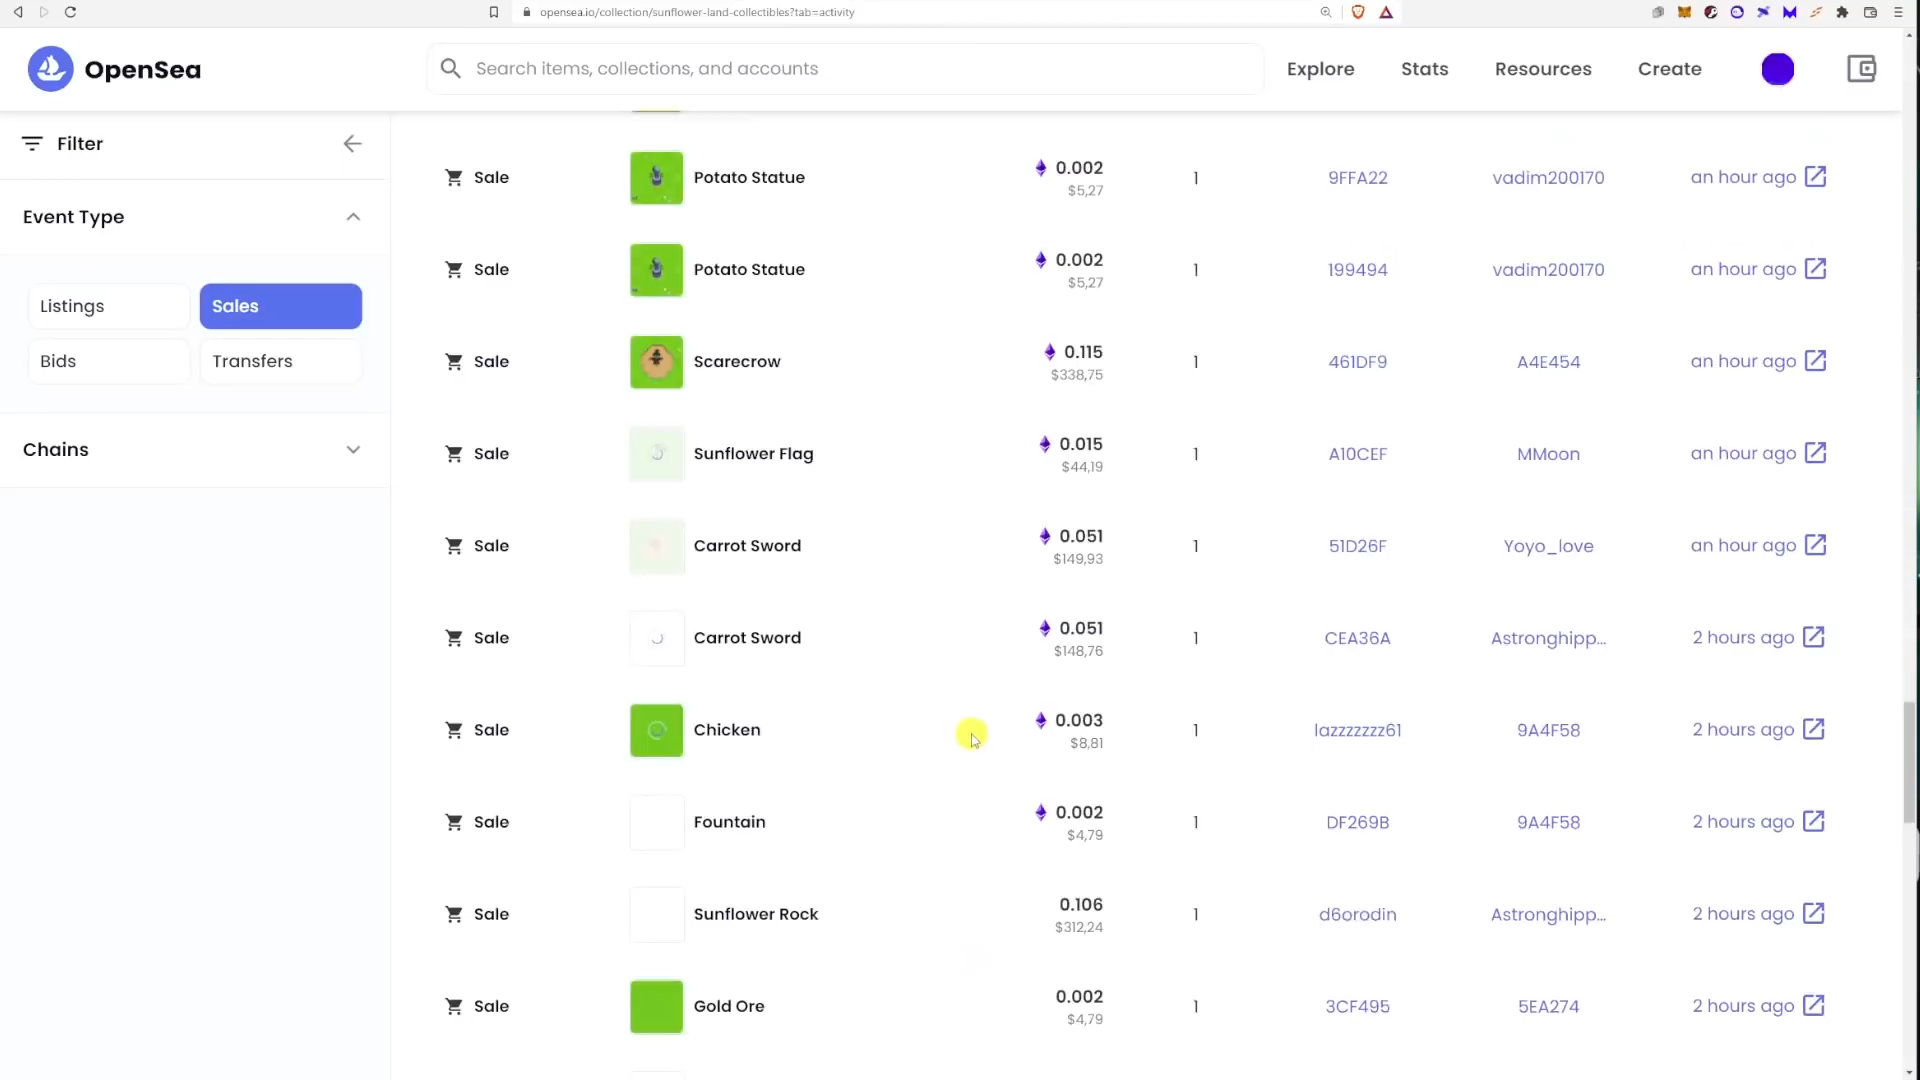 opensea.io/collection/sunflower-land-collectibles?tab=activity
OpenSea
Search items, collections, and accounts
Explore
Stats
Resources
Create
Filter
Event Type
Listings
Sales
Bids
Transfers
Chains
Sale Potato Statue 0.002 1 9FFA22 vadim200170 an hour ago
$5,27
Sale Potato Statue 0.002 1 199494 vadim200170 an hour ago
$5,27
Sale Scarecrow 0.115 1 461DF9 A4E454 an hour ago
$338,75
Sale Sunflower Flag 0.015 1 A10CEF MMoon an hour ago
$44,19
Sale Carrot Sword 0.051 1 51D26F Yoyo_love an hour ago
$149,93
Sale Carrot Sword 0.051 1 CEA36A Astronghipp... 2 hours ago
$148,76
Sale Chicken 0.003 1 lazzzzzzz61 9A4F58 2 hours ago
$8,81
Sale Fountain 0.002 1 DF269B 9A4F58 2 hours ago
$4,79
Sale Sunflower Rock 0.106 1 d6orodin Astronghipp... 2 hours ago
$312,24
Sale Gold Ore 0.002 1 3CF495 5EA274 2 hours ago
$4,79